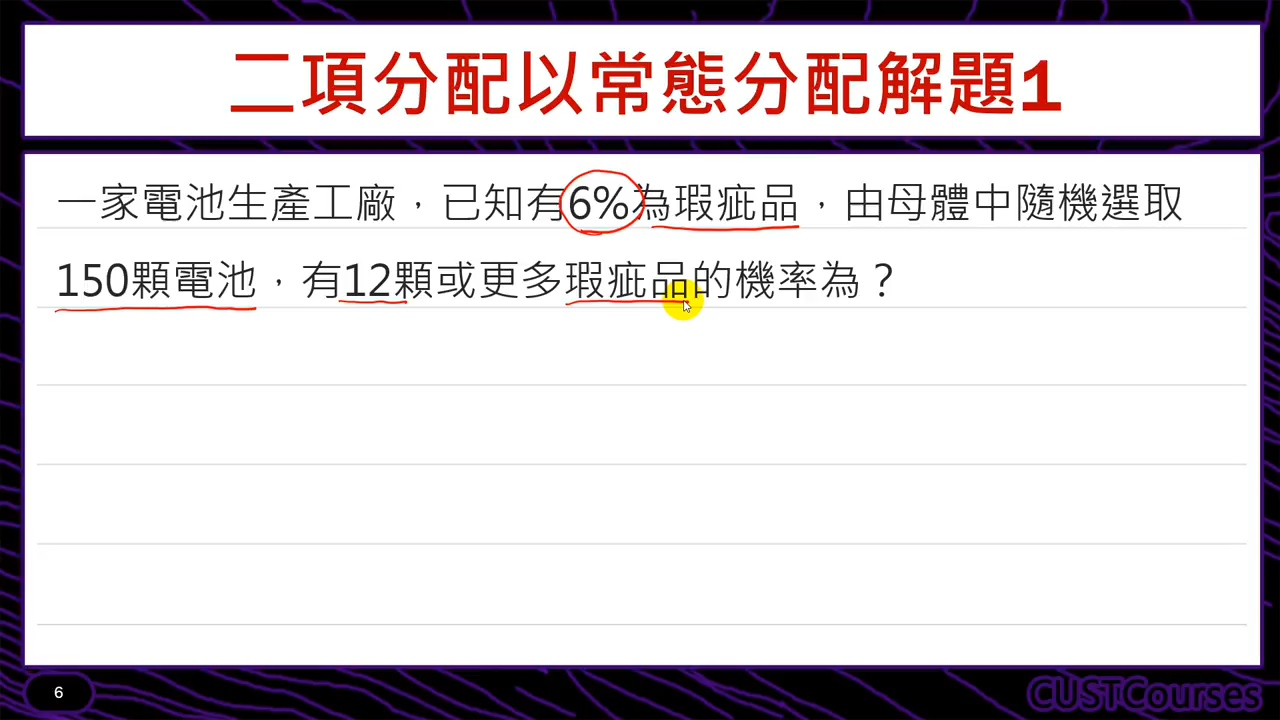 二項分配以常態分配解題1
一家電池生產工廠，已知有6%為瑕疵品，由母體中隨機選取
150顆電池，有12顆或更多瑕疵品的機率為？
6
CUSTCourses